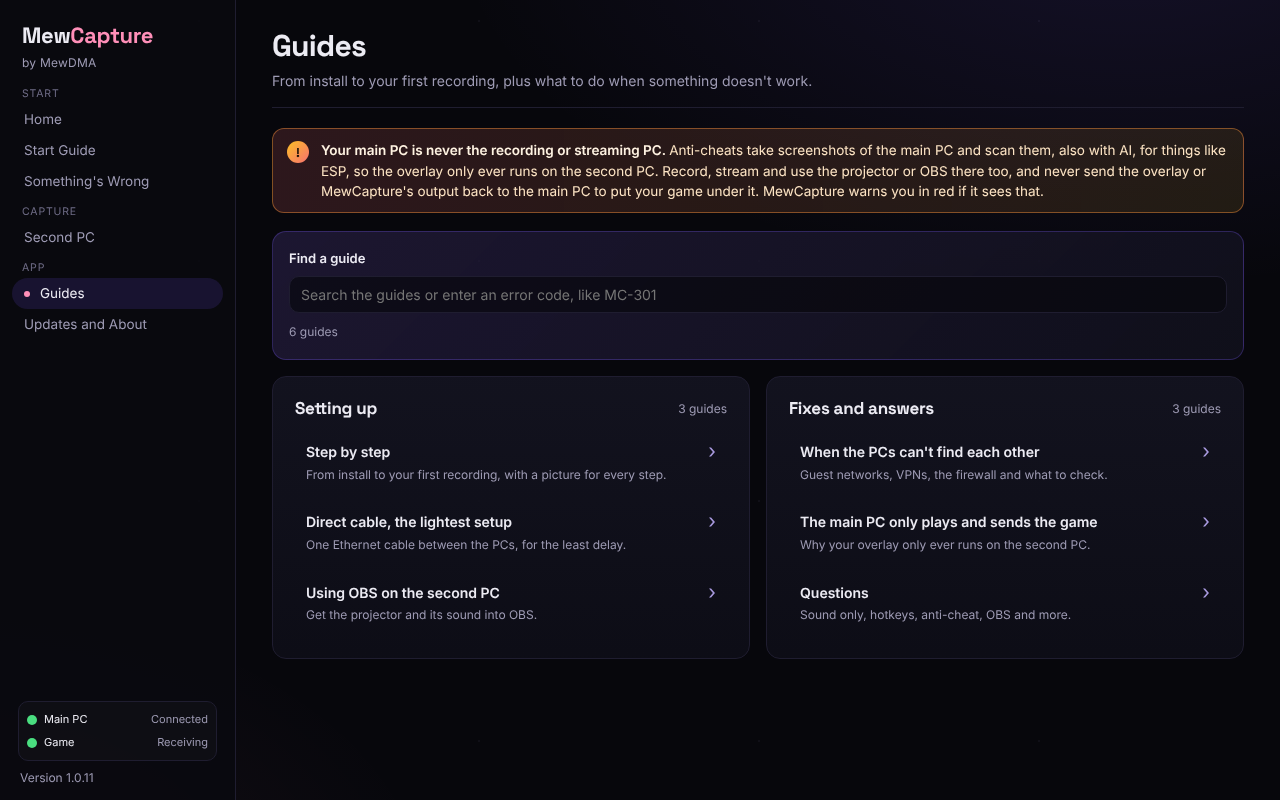 MewCapture
by MewDMA
START
Home
Start Guide
Something's Wrong
CAPTURE
Second PC
APP
Guides
Updates and About
Main PC Connected
Game Receiving
Version 1.0.11
Guides
From install to your first recording, plus what to do when something doesn't work.
! Your main PC is never the recording or streaming PC. Anti-cheats take screenshots of the main PC and scan them, also with AI, for things like
ESP, so the overlay only ever runs on the second PC. Record, stream and use the projector or OBS there too, and never send the overlay or
MewCapture's output back to the main PC to put your game under it. MewCapture warns you in red if it sees that.
Find a guide
Search the guides or enter an error code, like MC-301
6 guides
Setting up 3 guides
Step by step
From install to your first recording, with a picture for every step.
Direct cable, the lightest setup
One Ethernet cable between the PCs, for the least delay.
Using OBS on the second PC
Get the projector and its sound into OBS.
Fixes and answers 3 guides
When the PCs can't find each other
Guest networks, VPNs, the firewall and what to check.
The main PC only plays and sends the game
Why your overlay only ever runs on the second PC.
Questions
Sound only, hotkeys, anti-cheat, OBS and more.